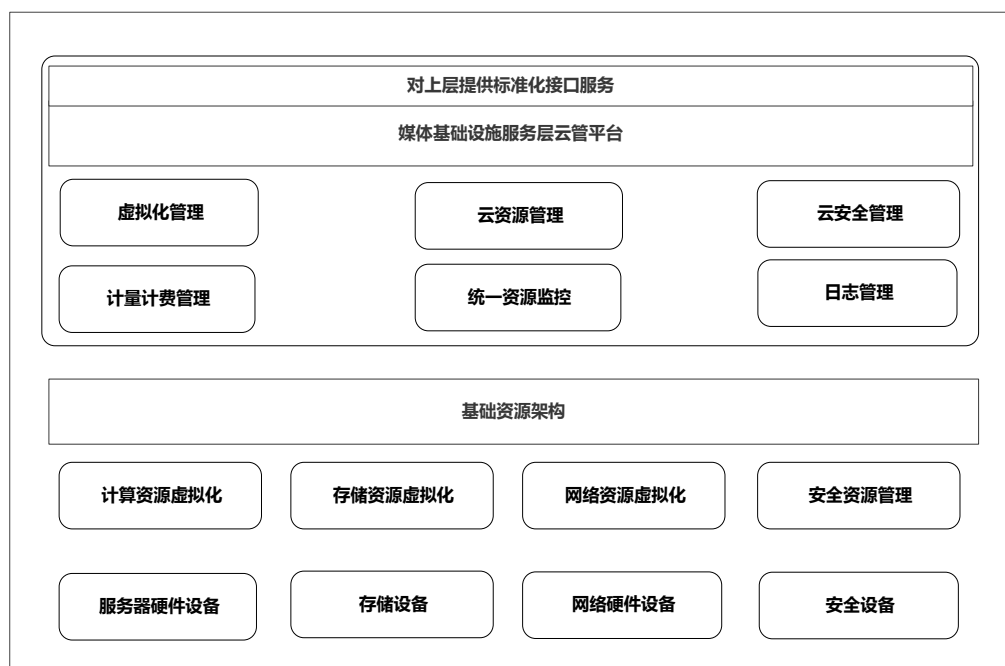 对上层提供标准化接口服务
媒体基础设施服务层云管平台
虚拟化管理
云资源管理
云安全管理
计量计费管理
统一资源监控
日志管理
基础资源架构
计算资源虚拟化
存储资源虚拟化
网络资源虚拟化
安全资源管理
服务器硬件设备
存储设备
网络硬件设备
安全设备